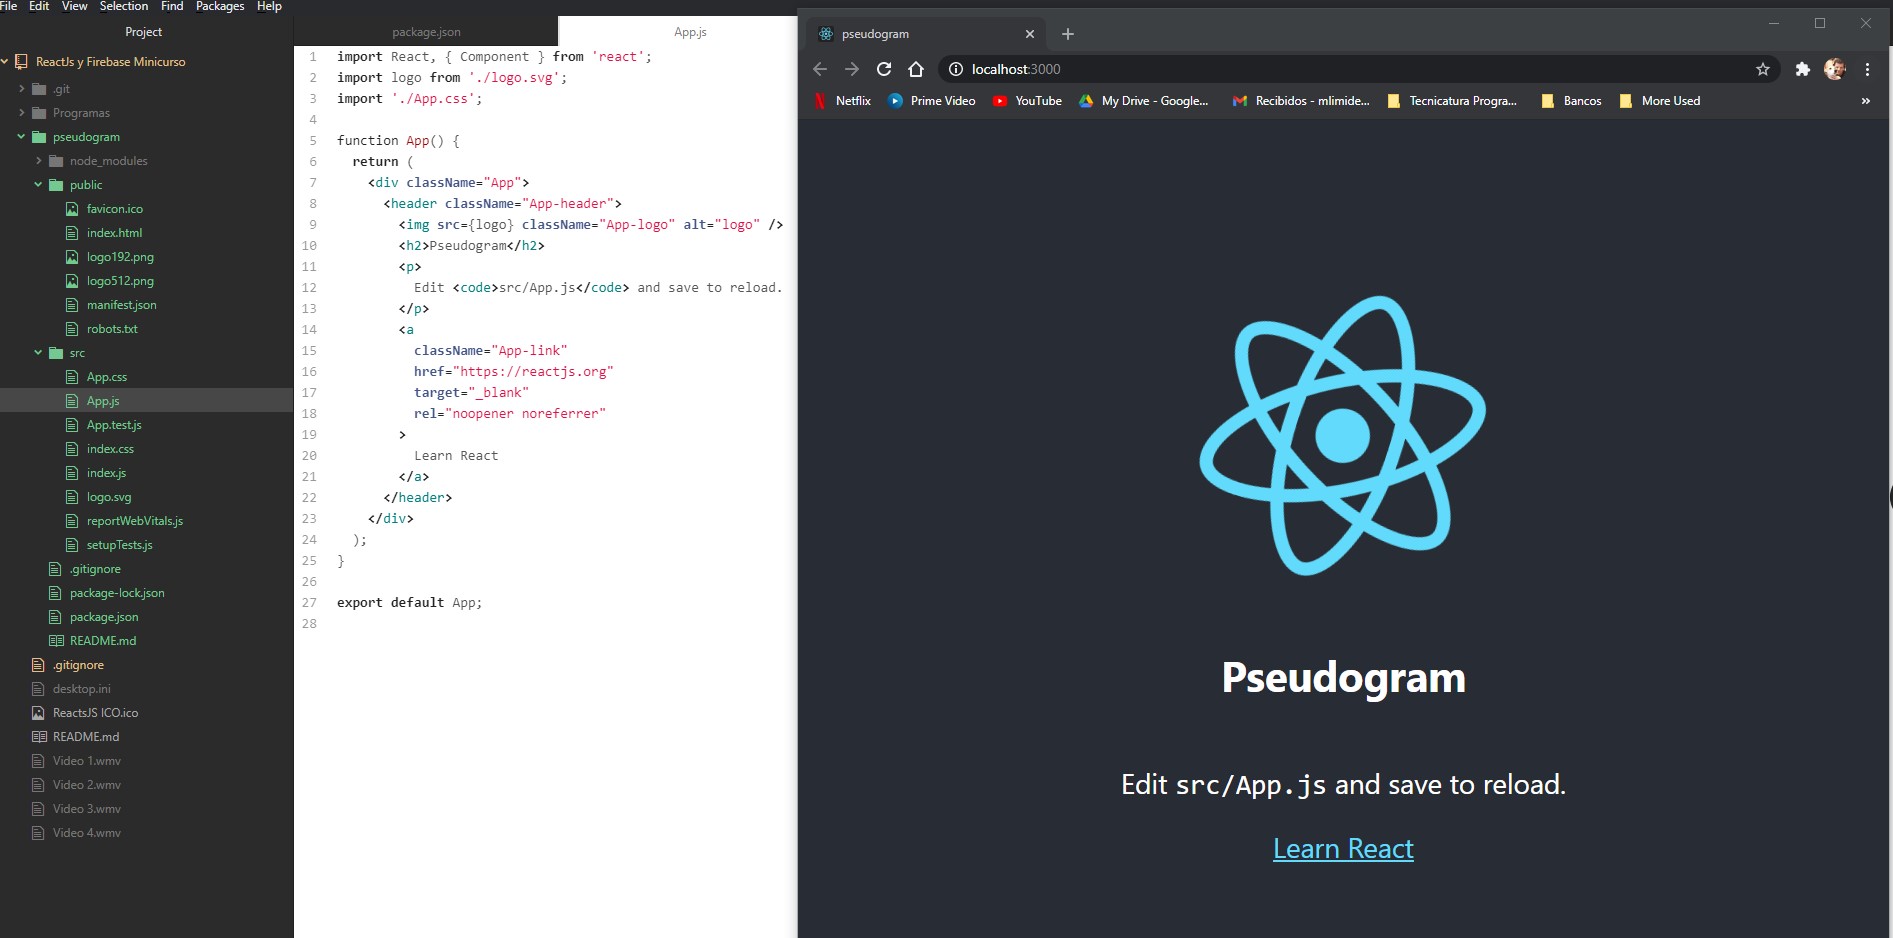 File Edit View Selection Find Packages Help
Project
ReactJs y Firebase Minicurso
.git
Programas
pseudogram
node_modules
public
favicon.ico
index.html
logo192.png
logo512.png
manifest.json
robots.txt
src
App.css
App.js
App.test.js
index.css
index.js
logo.svg
reportWebVitals.js
setupTests.js
.gitignore
package-lock.json
package.json
README.md
.gitignore
desktop.ini
ReactsJS ICO.ico
README.md
Video 1.wmv
Video 2.wmv
Video 3.wmv
Video 4.wmv
package.json App.js
1 import React, { Component } from 'react';
2 import logo from './logo.svg';
3 import './App.css';
4
5 function App() {
6 return (
7 <div className="App">
8 <header className="App-header">
9 <img src={logo} className="App-logo" alt="logo" />
10 <h2>Pseudogram</h2>
11 <p>
12 Edit <code>src/App.js</code> and save to reload.
13 </p>
14 <a
15 className="App-link"
16 href="https://reactjs.org"
17 target="_blank"
18 rel="noopener noreferrer"
19 >
20 Learn React
21 </a>
22 </header>
23 </div>
24 );
25 }
26
27 export default App;
28
pseudogram
localhost:3000
Netflix Prime Video YouTube My Drive - Google... Recibidos - mlimide... Tecnicatura Progra... Bancos More Used »
Pseudogram
Edit src/App.js and save to reload.
Learn React